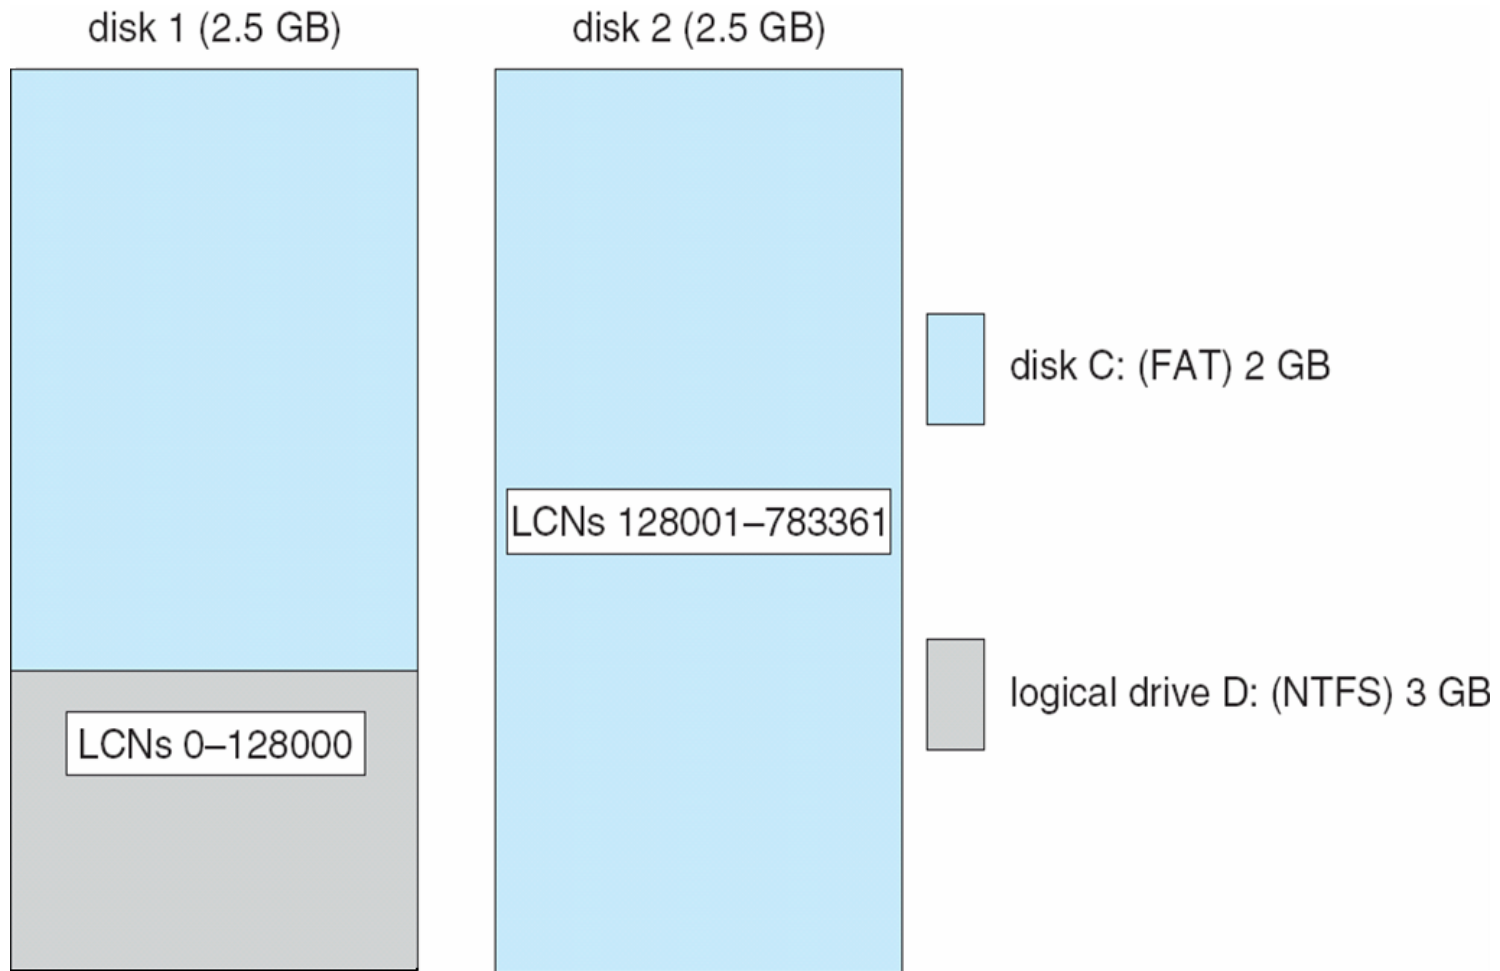 disk 1 (2.5 GB)
disk 2 (2.5 GB)
disk C: (FAT) 2 GB
LCNs 128001–783361
logical drive D: (NTFS) 3 GB
LCNs 0–128000